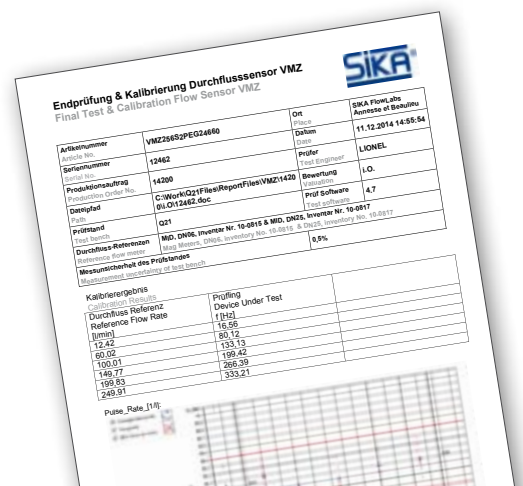 SIKA
Endprüfung & Kalibrierung Durchflusssensor VMZ
Final Test & Calibration Flow Sensor VMZ
Artikelnummer
Article No.
VMZ256S2PEG24660
Ort
Place
SIKA FlowLabs
Annesse et Beaulieu
Seriennummer
Serial No.
12462
Datum
Date
11.12.2014 14:55:54
Produktionsauftrag
Production Order No.
14200
Prüfer
Test Engineer
LIONEL
Dateipfad
Path
C:\Work\Q21Files\ReportFiles\VMZ\1420
0\i.O\12462.doc
Bewertung
Valuation
i.O.
Prüfstand
Test bench
Q21
Prüf Software
Test software
4,7
Durchfluss-Referenzen
Reference flow meter
MID, DN06, Inventar Nr. 10-0815 & MID, DN25, Inventar Nr. 10-0817
Mag Meters, DN06, inventory No. 10-0815 & DN25, inventory No. 10-0817
Messunsicherheit des Prüfstandes
Measurement uncertainty of test bench
0,5%
Kalibrierergebnis
Calibration Results
Durchfluss Referenz
Reference Flow Rate
[l/min]
Prüfling
Device Under Test
f [Hz]
12,42
16,56
60,02
80,12
100,01
133,13
149,77
199,42
199,83
266,39
249,91
333,21
Pulse_Rate_[1/l]: